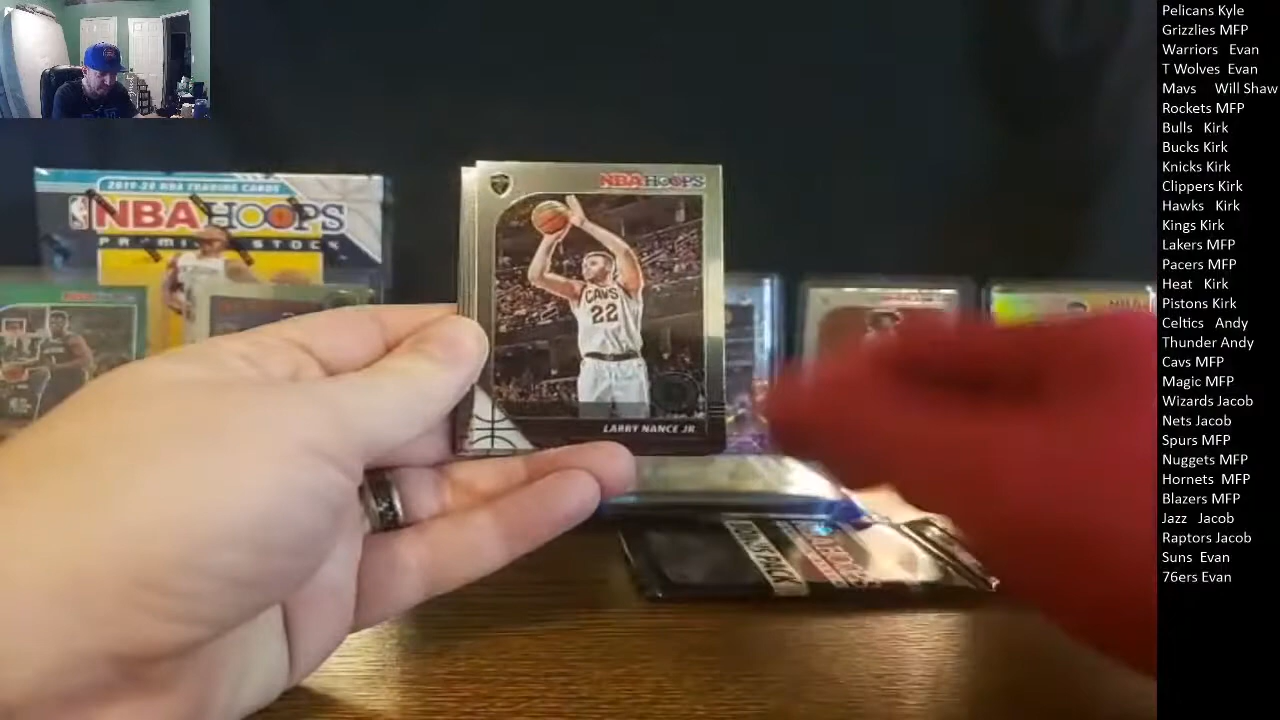 2019-20 NBA TRADING CARDS
NBA HOOPS
NBA HOOPS
CAVS
22
LARRY NANCE JR
BONUS PACK
Pelicans Kyle
Grizzlies MFP
Warriors Evan
T Wolves Evan
Mavs Will Shaw
Rockets MFP
Bulls Kirk
Bucks Kirk
Knicks Kirk
Clippers Kirk
Hawks Kirk
Kings Kirk
Lakers MFP
Pacers MFP
Heat Kirk
Pistons Kirk
Celtics Andy
Thunder Andy
Cavs MFP
Magic MFP
Wizards Jacob
Nets Jacob
Spurs MFP
Nuggets MFP
Hornets MFP
Blazers MFP
Jazz Jacob
Raptors Jacob
Suns Evan
76ers Evan